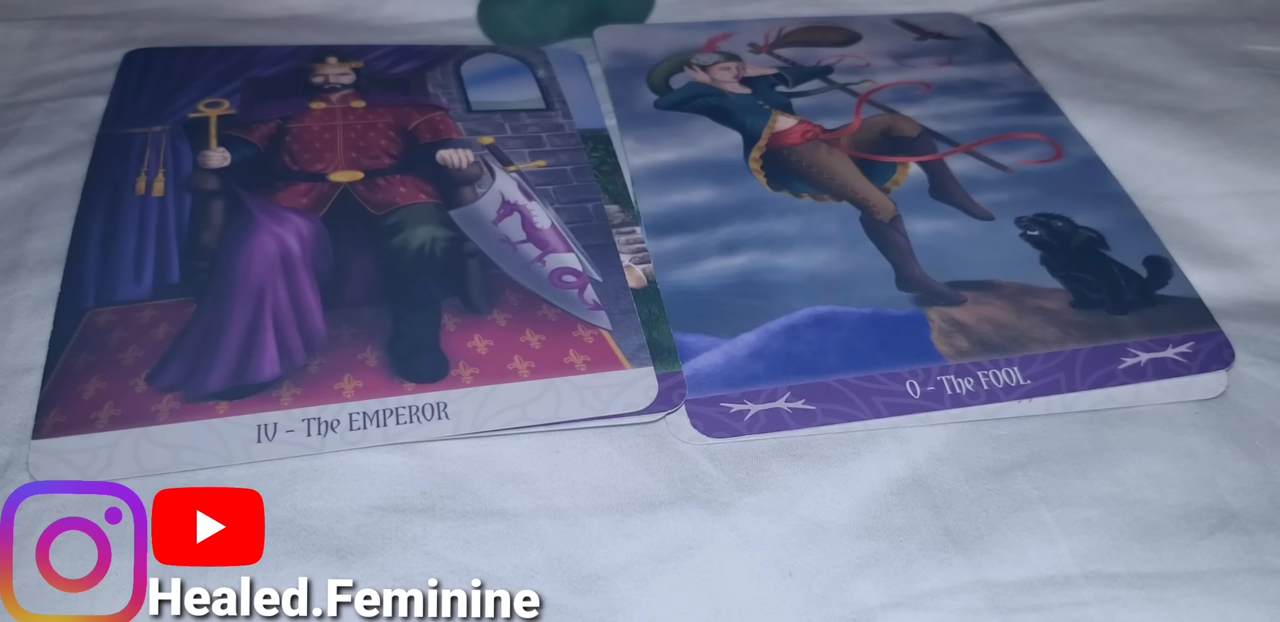 IV - The EMPEROR
0 - The FOOL
Healed.Feminine